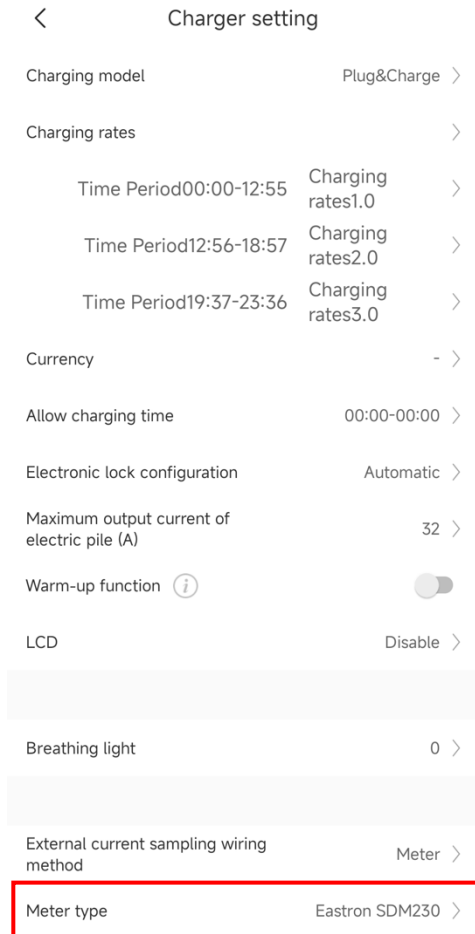 Charger setting
Charging model Plug&Charge
Charging rates
Time Period00:00-12:55 Charging
rates1.0
Time Period12:56-18:57 Charging
rates2.0
Time Period19:37-23:36 Charging
rates3.0
Currency -
Allow charging time 00:00-00:00
Electronic lock configuration Automatic
Maximum output current of
electric pile (A) 32
Warm-up function i
LCD Disable
Breathing light 0
External current sampling wiring
method Meter
Meter type Eastron SDM230